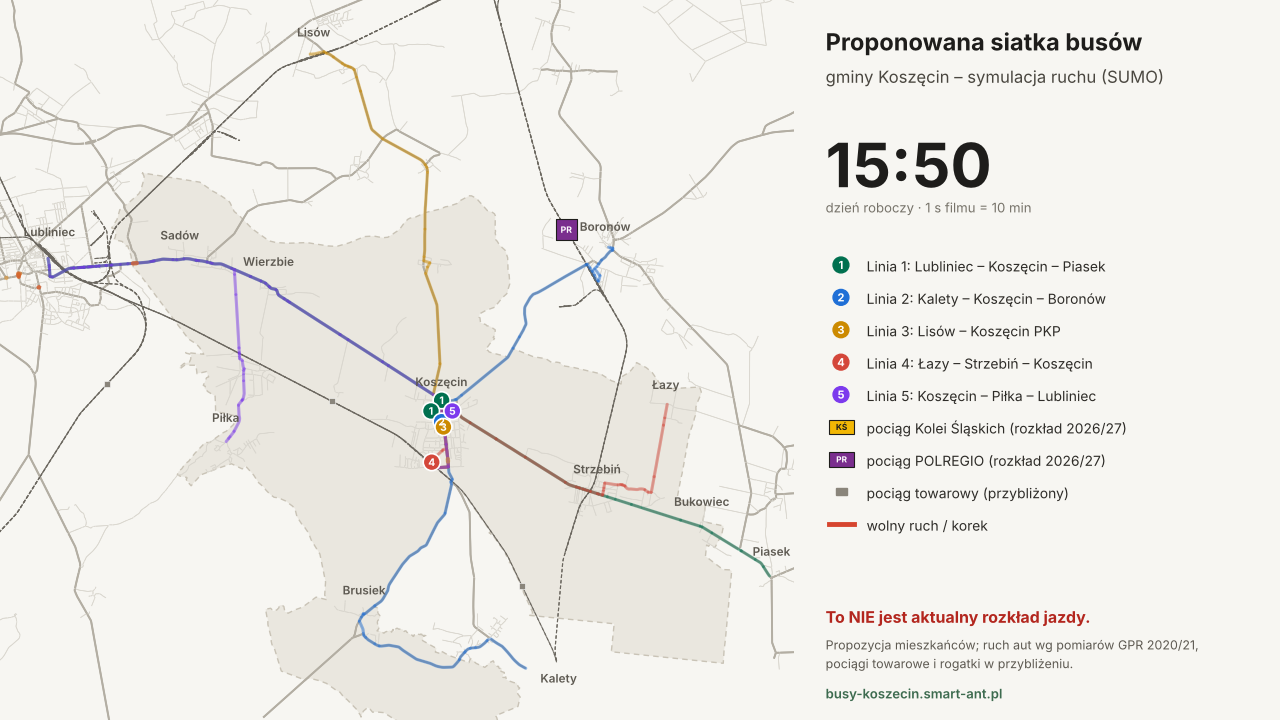 Lisów
PR
Boronów
Lubliniec
Sadów
Wierzbie
Koszęcin
Łazy
1
1
5
3
Piłka
4
Strzebiń
Bukowiec
Piasek
Brusiek
Kalety
Proponowana siatka busów
gminy Koszęcin – symulacja ruchu (SUMO)
15:50
dzień roboczy · 1 s filmu = 10 min
1 Linia 1: Lubliniec – Koszęcin – Piasek
2 Linia 2: Kalety – Koszęcin – Boronów
3 Linia 3: Lisów – Koszęcin PKP
4 Linia 4: Łazy – Strzebiń – Koszęcin
5 Linia 5: Koszęcin – Piłka – Lubliniec
KŚ pociąg Kolei Śląskich (rozkład 2026/27)
PR pociąg POLREGIO (rozkład 2026/27)
pociąg towarowy (przybliżony)
wolny ruch / korek
To NIE jest aktualny rozkład jazdy.
Propozycja mieszkańców; ruch aut wg pomiarów GPR 2020/21,
pociągi towarowe i rogatki w przybliżeniu.
busy-koszecin.smart-ant.pl